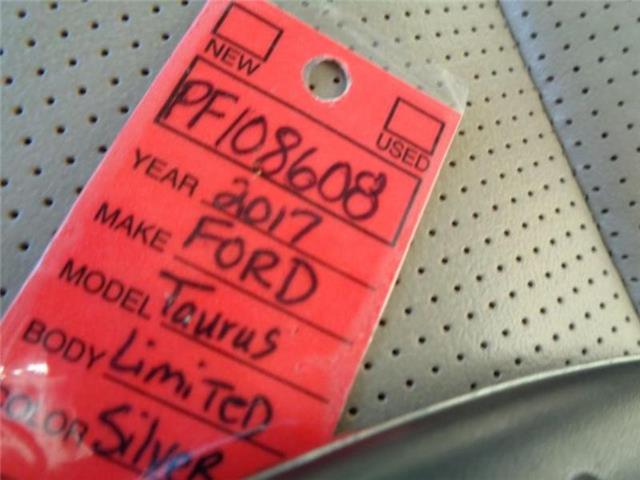 NEW
USED
PF108608
YEAR 2017
MAKE FORD
MODEL Taurus
BODY Limited
COLOR Silver